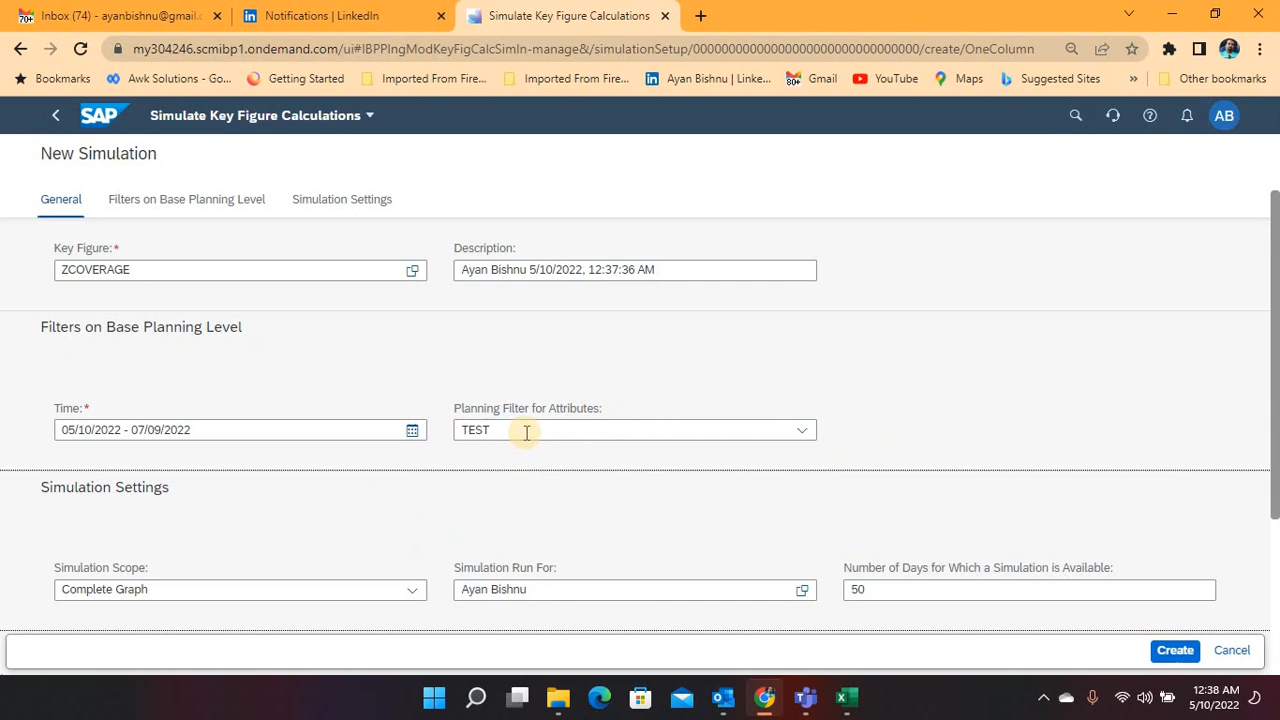 Inbox (74) - ayanbishnu@gmail.c
Notifications | LinkedIn
Simulate Key Figure Calculations
my304246.scmibp1.ondemand.com/ui#IBPPlngModKeyFigCalcSimIn-manage&/simulationSetup/00000000000000000000000000000000/create/OneColumn
Bookmarks
Awk Solutions - Go...
Getting Started
Imported From Fire...
Imported From Fire...
Ayan Bishnu | Linke...
80+
Gmail
YouTube
Maps
Suggested Sites
»
Other bookmarks
SAP
Simulate Key Figure Calculations
AB
New Simulation
General
Filters on Base Planning Level
Simulation Settings
Key Figure:*
Description:
ZCOVERAGE
Ayan Bishnu 5/10/2022, 12:37:36 AM
Filters on Base Planning Level
Time:*
Planning Filter for Attributes:
05/10/2022 - 07/09/2022
TEST
Simulation Settings
Simulation Scope:
Simulation Run For:
Number of Days for Which a Simulation is Available:
Complete Graph
Ayan Bishnu
50
Create
Cancel
12:38 AM
5/10/2022